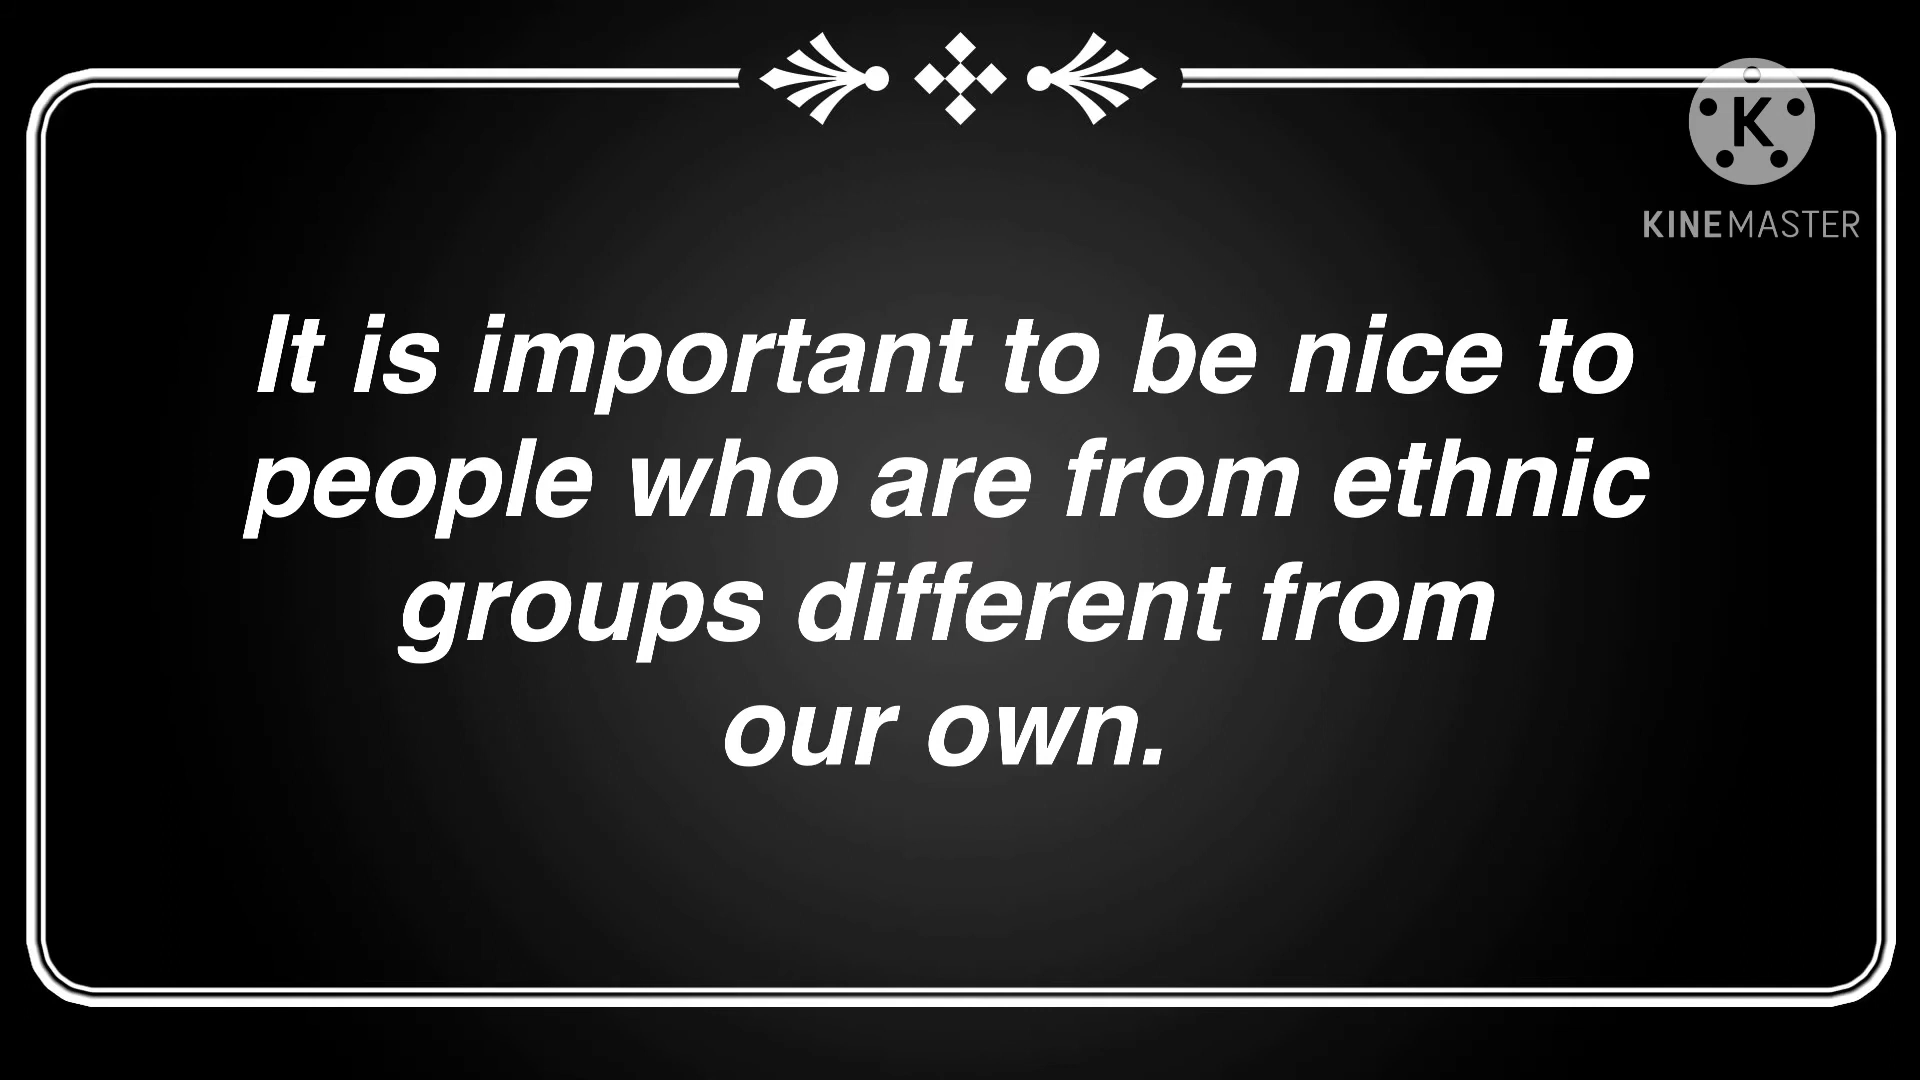 K
KINEMASTER
It is important to be nice to
people who are from ethnic
groups different from
our own.